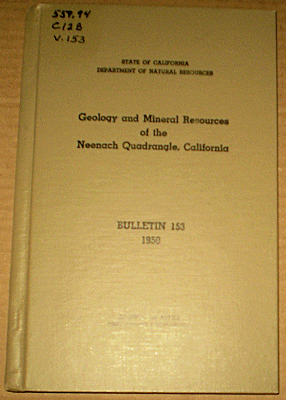 557.94
C12B
V.153
STATE OF CALIFORNIA
DEPARTMENT OF NATURAL RESOURCES
Geology and Mineral Resources
of the
Neenach Quadrangle, California
BULLETIN 153
1950